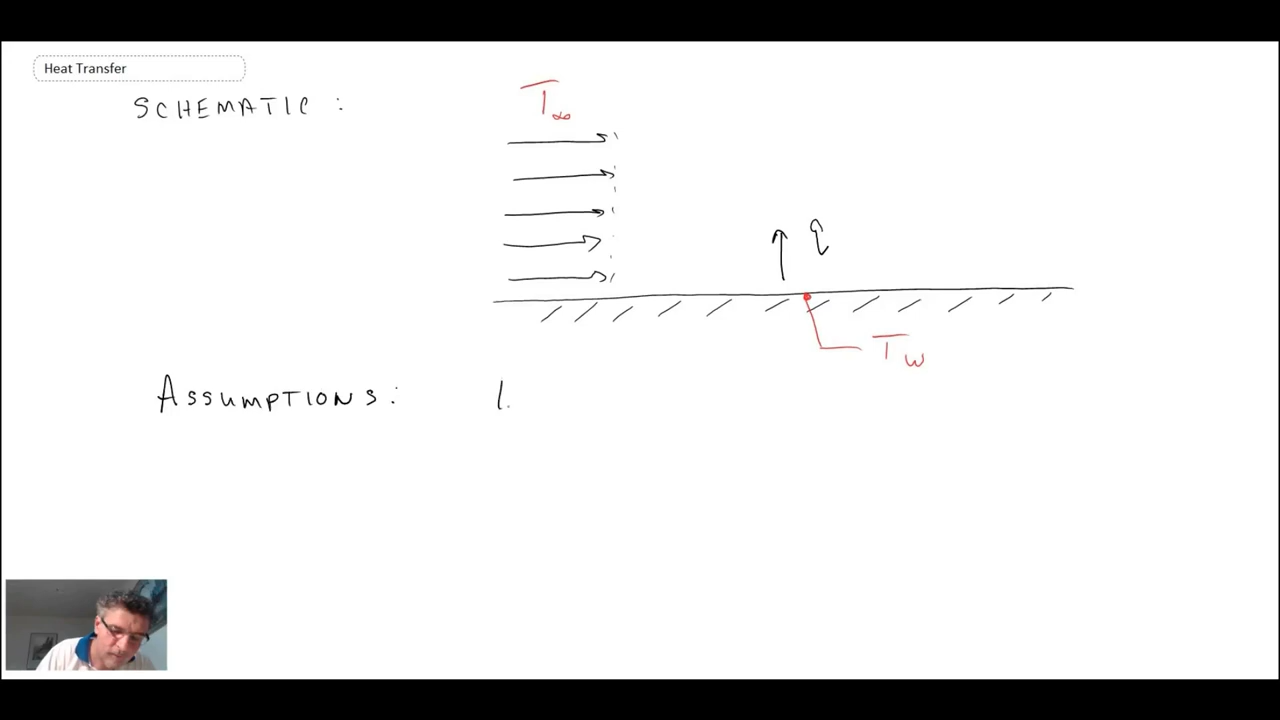 Heat Transfer
SCHEMATIC :
T∞
q
Tw
ASSUMPTIONS: 1.